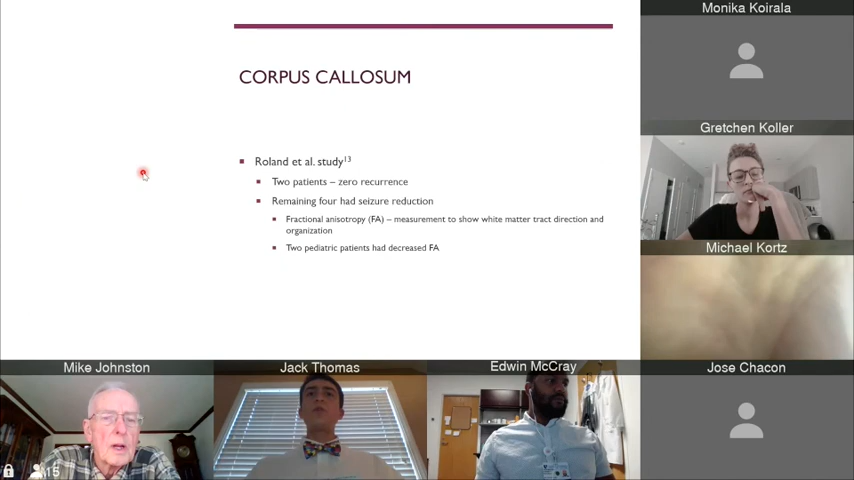 Monika Koirala
CORPUS CALLOSUM
Gretchen Koller
Roland et al. study13
Two patients – zero recurrence
Remaining four had seizure reduction
Fractional anisotropy (FA) – measurement to show white matter tract direction and
organization
Two pediatric patients had decreased FA
Michael Kortz
Mike Johnston
Jack Thomas
Edwin McCray
Jose Chacon
15